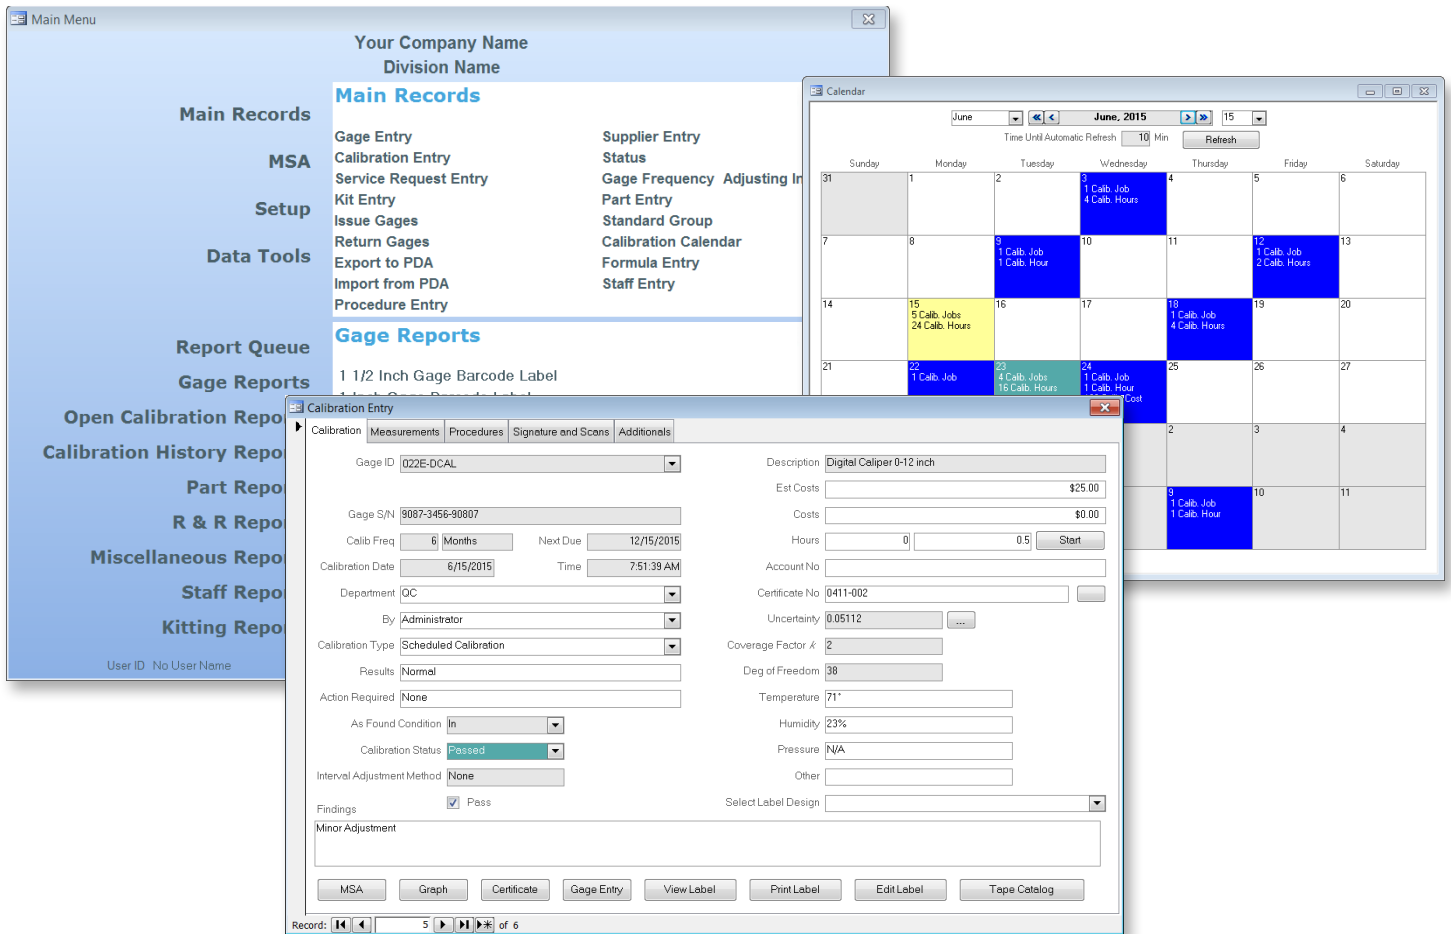 Main Menu
Your Company Name
Division Name
Main Records
MSA
Setup
Data Tools
Report Queue
Gage Reports
Open Calibration Repor
Calibration History Repor
Part Repor
R & R Repor
Miscellaneous Repor
Staff Repor
Kitting Repor
User ID No User Name
Main Records
Gage Entry
Calibration Entry
Service Request Entry
Kit Entry
Issue Gages
Return Gages
Export to PDA
Import from PDA
Procedure Entry
Supplier Entry
Status
Gage Frequency Adjusting In
Part Entry
Standard Group
Calibration Calendar
Formula Entry
Staff Entry
Gage Reports
1 1/2 Inch Gage Barcode Label
Calendar
June June, 2015 15
Time Until Automatic Refresh 10 Min Refresh
Sunday Monday Tuesday Wednesday Thursday Friday Saturday
31 1 2 3 4 5 6
1 Calib. Job
4 Calib. Hours
7 8 9 10 11 12 13
1 Calib. Job 1 Calib. Job
1 Calib. Hour 2 Calib. Hours
14 15 16 17 18 19 20
5 Calib. Jobs 1 Calib. Job
24 Calib. Hours 4 Calib. Hours
21 22 23 24 25 26 27
1 Calib. Job 4 Calib. Jobs 1 Calib. Job
16 Calib. Hours 1 Calib. Hour
Cost
2 3 4
9 10 11
1 Calib. Job
1 Calib. Hour
Calibration Entry
Calibration Measurements Procedures Signature and Scans Additionals
Gage ID 022E-DCAL
Gage S/N 9087-3456-90807
Calib Freq 6 Months Next Due 12/15/2015
Calibration Date 6/15/2015 Time 7:51:39 AM
Department QC
By Administrator
Calibration Type Scheduled Calibration
Results Normal
Action Required None
As Found Condition In
Calibration Status Passed
Interval Adjustment Method None
Pass
Description Digital Caliper 0-12 inch
Est Costs $25.00
Costs $0.00
Hours 0 0.5 Start
Account No
Certificate No 0411-002
Uncertainty 0.05112 ...
Coverage Factor k 2
Deg of Freedom 38
Temperature 71°
Humidity 23%
Pressure N/A
Other
Select Label Design
Findings
Minor Adjustment
MSA Graph Certificate Gage Entry View Label Print Label Edit Label Tape Catalog
Record: 5 of 6